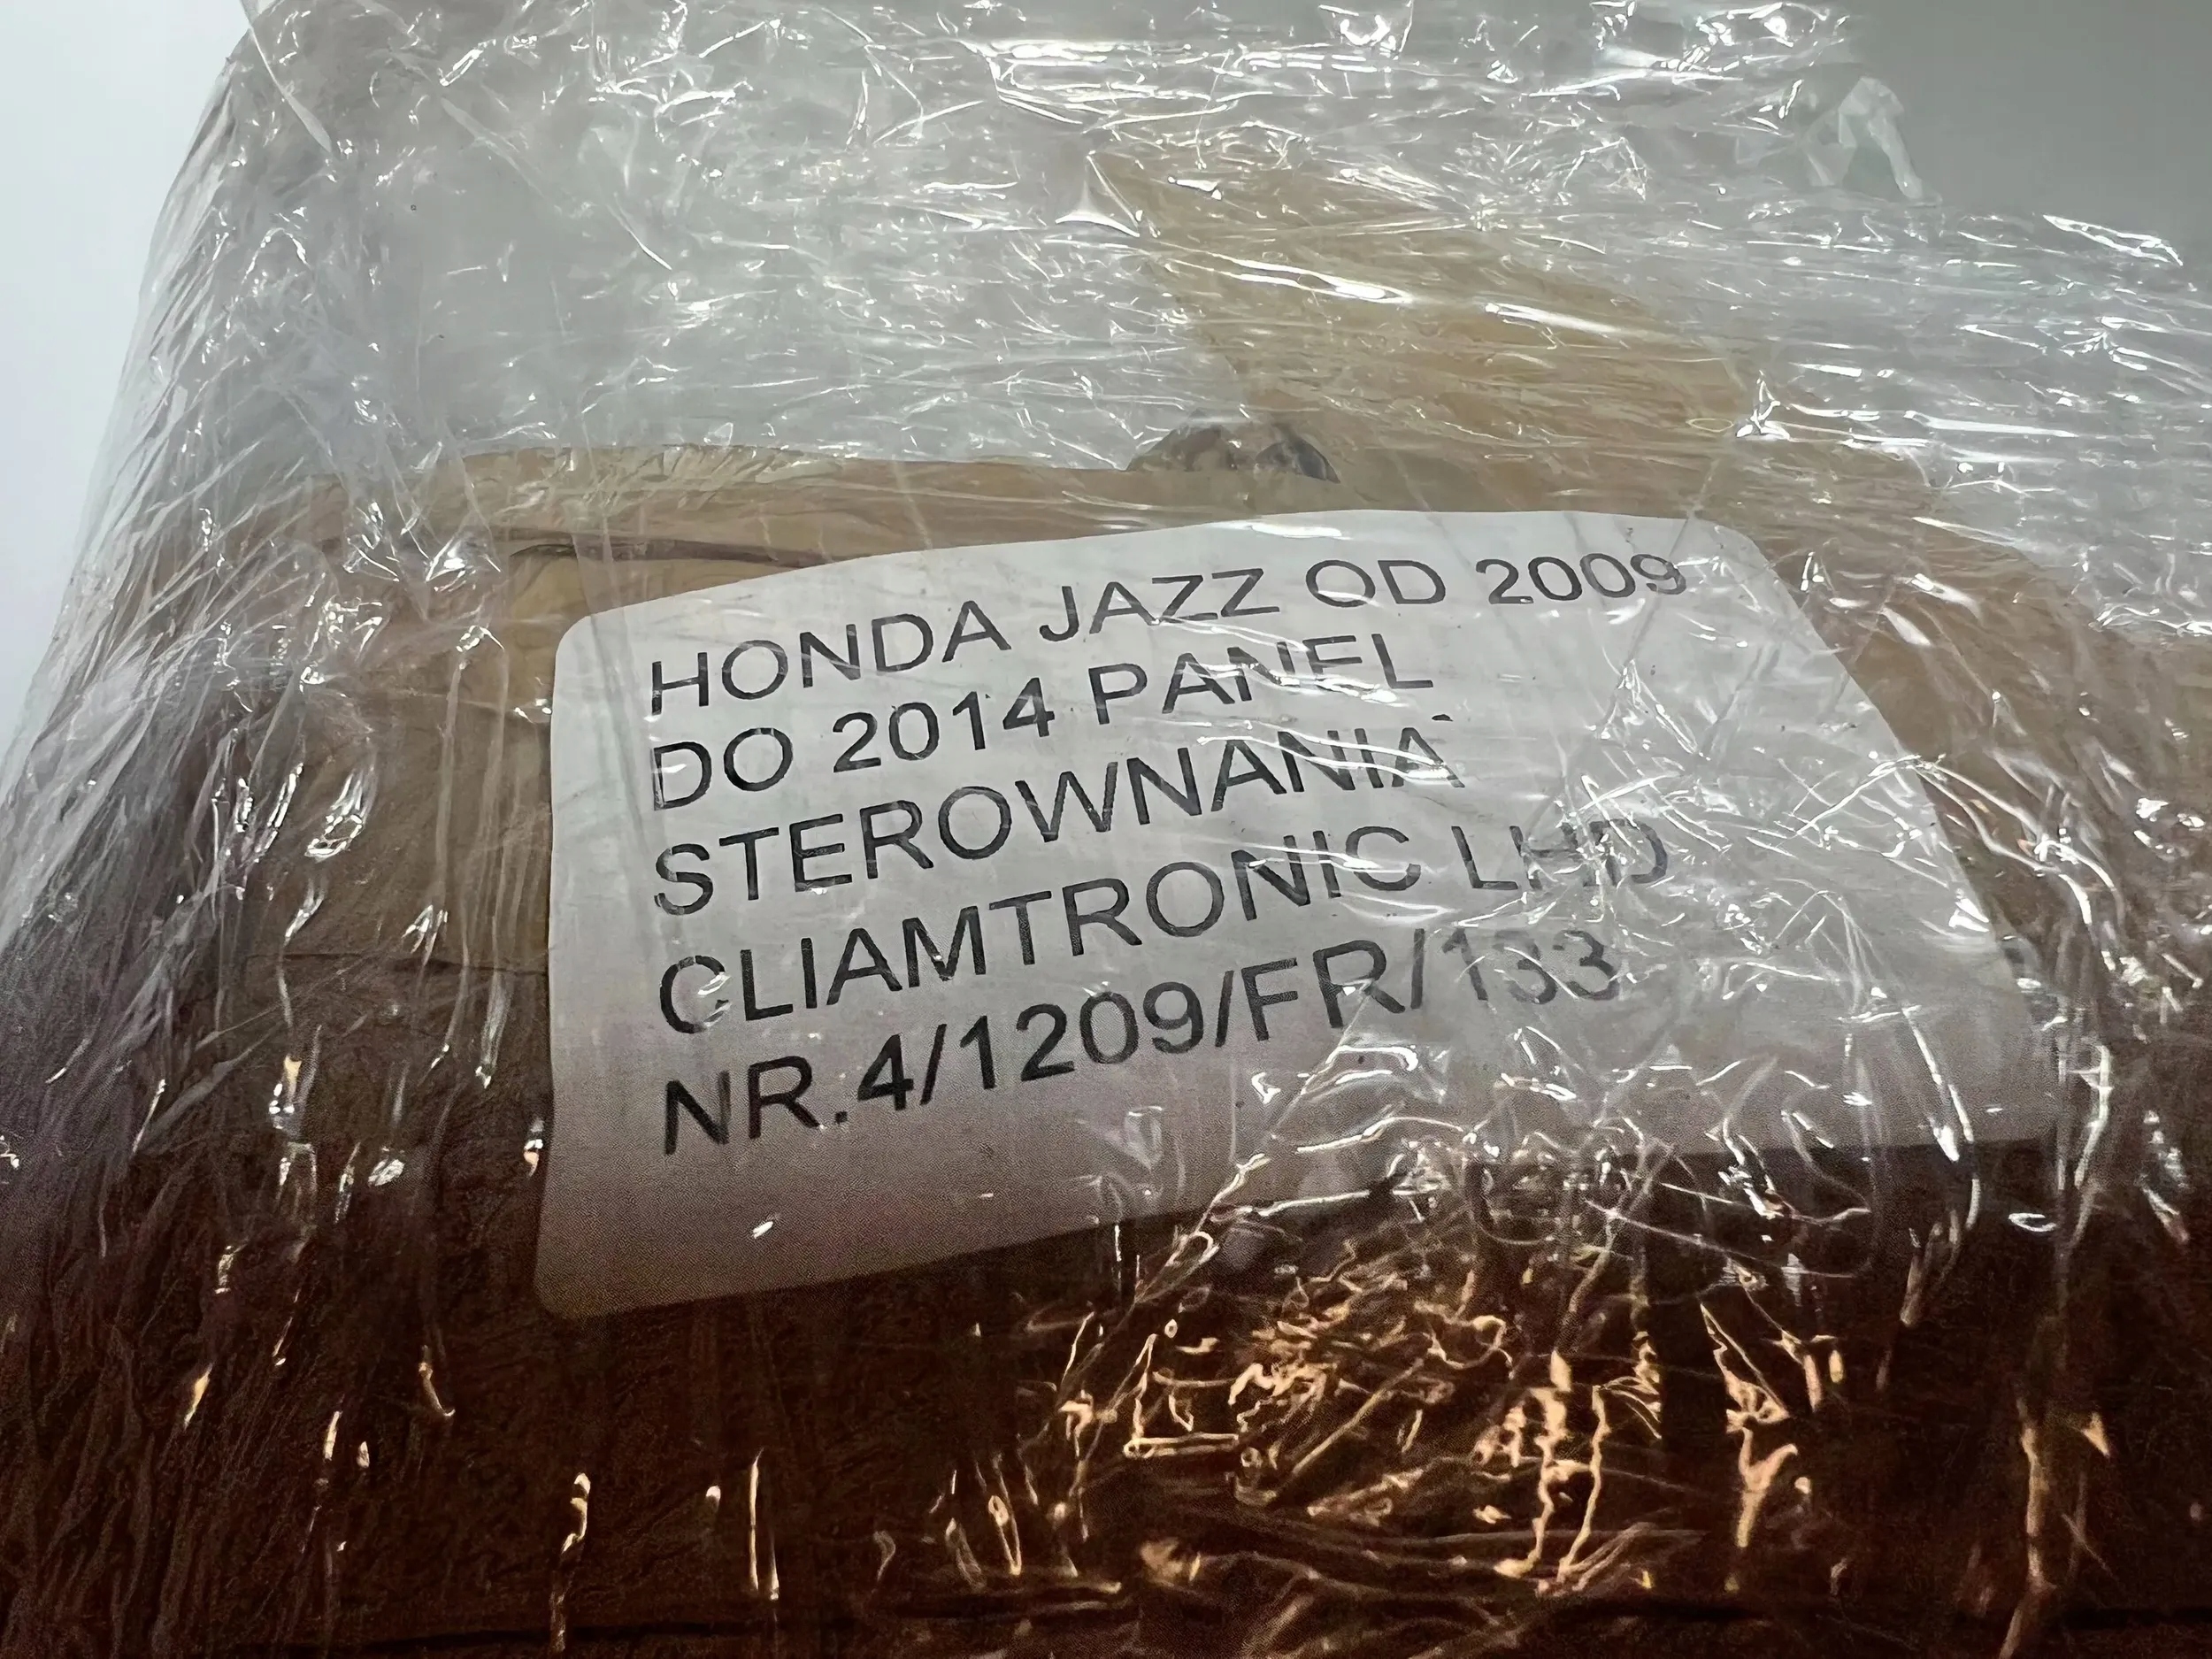 HONDA JAZZ OD 2009
DO 2014 PANEL
STEROWNANIA
CLIAMTRONIC LHD
NR.4/1209/FR/133